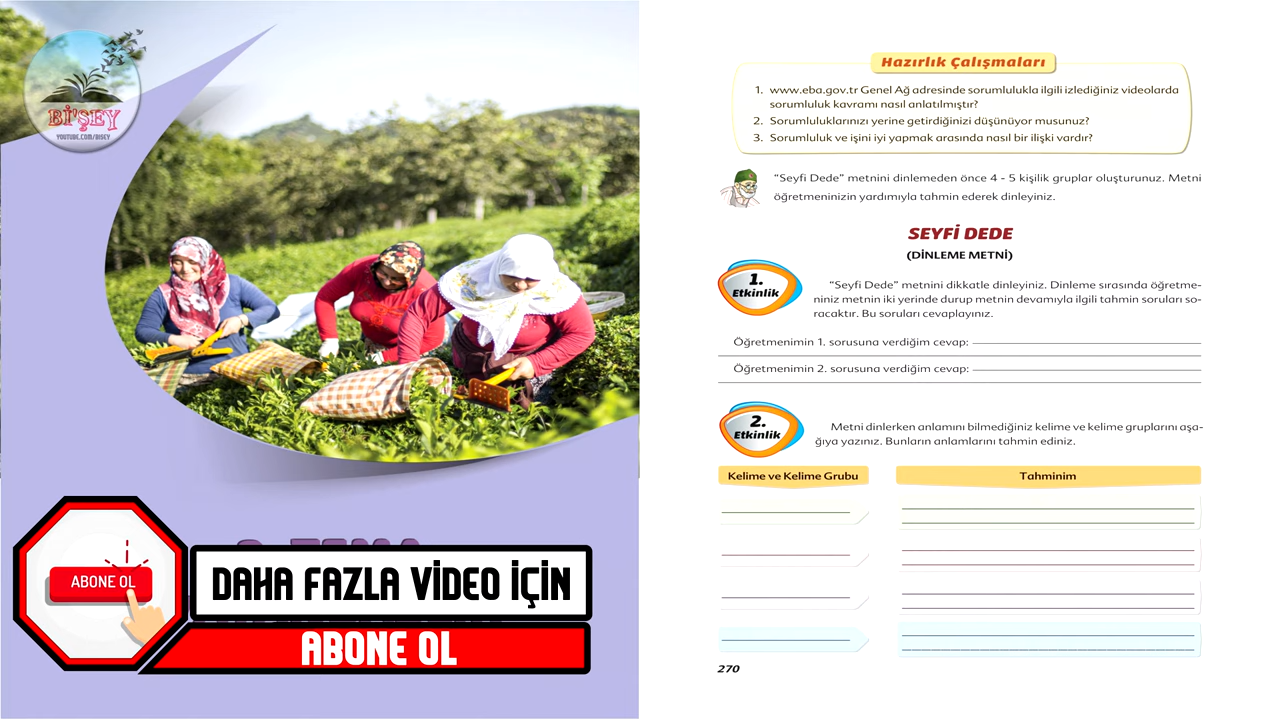 Bİ'ŞEY
YOUTUBE.COM/BISEY
ABONE OL
DAHA FAZLA VİDEO İÇİN
ABONE OL
Hazırlık Çalışmaları
1. www.eba.gov.tr Genel Ağ adresinde sorumlulukla ilgili izlediğiniz videolarda
sorumluluk kavramı nasıl anlatılmıştır?
2. Sorumluluklarınızı yerine getirdiğinizi düşünüyor musunuz?
3. Sorumluluk ve işini iyi yapmak arasında nasıl bir ilişki vardır?
“Seyfi Dede” metnini dinlemeden önce 4 - 5 kişilik gruplar oluşturunuz. Metni
öğretmeninizin yardımıyla tahmin ederek dinleyiniz.
SEYFİ DEDE
(DİNLEME METNİ)
1.
Etkinlik
“Seyfi Dede” metnini dikkatle dinleyiniz. Dinleme sırasında öğretme-
niniz metnin iki yerinde durup metnin devamıyla ilgili tahmin soruları so-
racaktır. Bu soruları cevaplayınız.
Öğretmenimin 1. sorusuna verdiğim cevap:
Öğretmenimin 2. sorusuna verdiğim cevap:
2.
Etkinlik
Metni dinlerken anlamını bilmediğiniz kelime ve kelime gruplarını aşa-
ğıya yazınız. Bunların anlamlarını tahmin ediniz.
Kelime ve Kelime Grubu
Tahminim
270